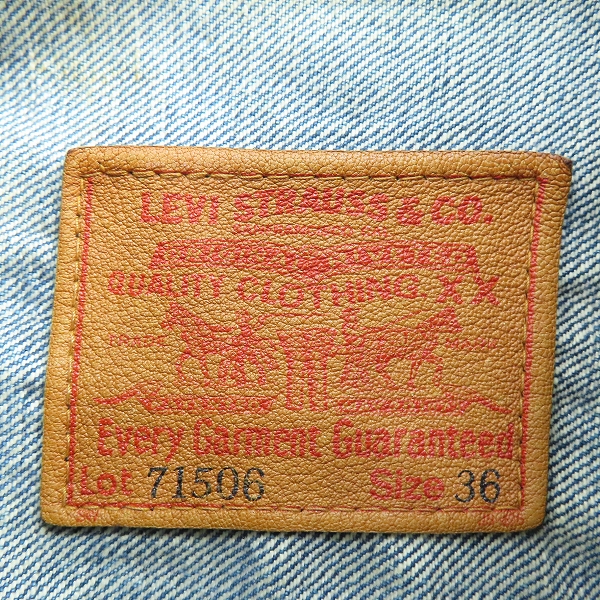 LEVI STRAUSS & CO.
QUALITY CLOTHING XX
Every Garment Guaranteed
Lot 71506 Size 36